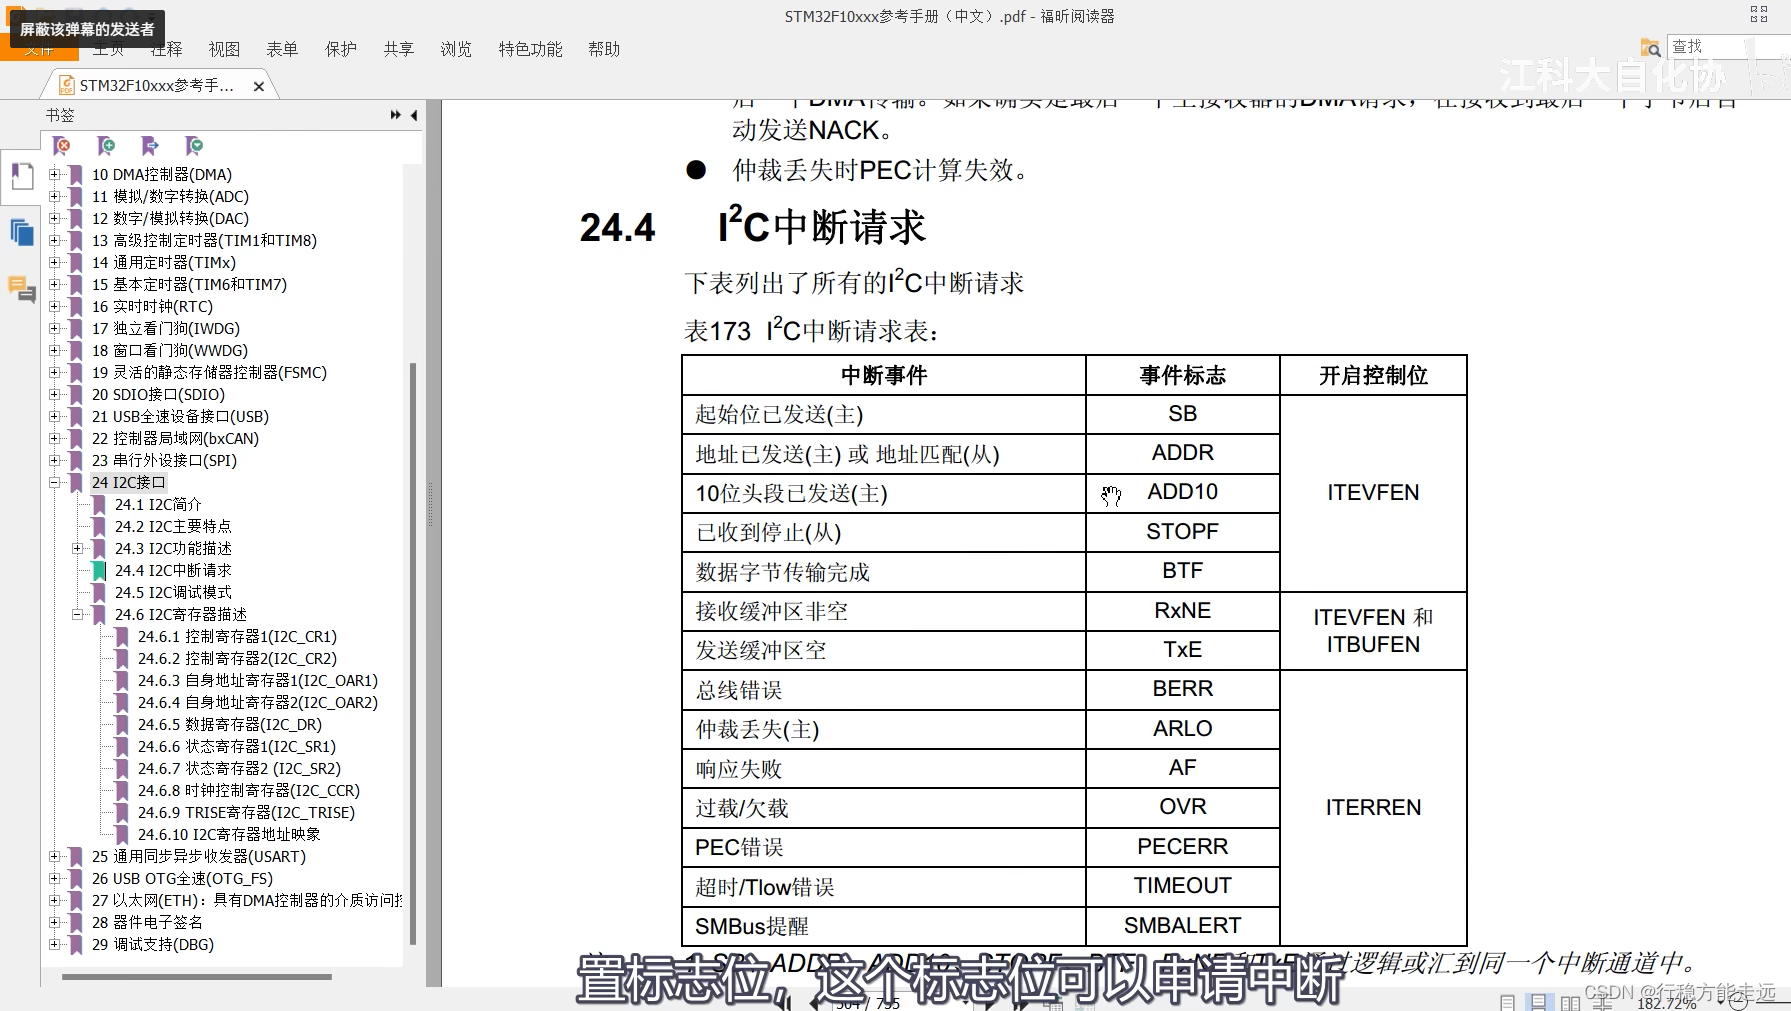 屏蔽该弹幕的发送者
STM32F10xxx参考手册（中文）.pdf - 福昕阅读器
文件 主页 注释 视图 表单 保护 共享 浏览 特色功能 帮助
查找
江科大自化协
STM32F10xxx参考手...
书签
10 DMA控制器(DMA)
11 模拟/数字转换(ADC)
12 数字/模拟转换(DAC)
13 高级控制定时器(TIM1和TIM8)
14 通用定时器(TIMx)
15 基本定时器(TIM6和TIM7)
16 实时时钟(RTC)
17 独立看门狗(IWDG)
18 窗口看门狗(WWDG)
19 灵活的静态存储器控制器(FSMC)
20 SDIO接口(SDIO)
21 USB全速设备接口(USB)
22 控制器局域网(bxCAN)
23 串行外设接口(SPI)
24 I2C接口
24.1 I2C简介
24.2 I2C主要特点
24.3 I2C功能描述
24.4 I2C中断请求
24.5 I2C调试模式
24.6 I2C寄存器描述
24.6.1 控制寄存器1(I2C_CR1)
24.6.2 控制寄存器2(I2C_CR2)
24.6.3 自身地址寄存器1(I2C_OAR1)
24.6.4 自身地址寄存器2(I2C_OAR2)
24.6.5 数据寄存器(I2C_DR)
24.6.6 状态寄存器1(I2C_SR1)
24.6.7 状态寄存器2 (I2C_SR2)
24.6.8 时钟控制寄存器(I2C_CCR)
24.6.9 TRISE寄存器(I2C_TRISE)
24.6.10 I2C寄存器地址映象
25 通用同步异步收发器(USART)
26 USB OTG全速(OTG_FS)
27 以太网(ETH)：具有DMA控制器的介质访问控
28 器件电子签名
29 调试支持(DBG)
动发送NACK。
● 仲裁丢失时PEC计算失效。
24.4 I²C中断请求
下表列出了所有的I²C中断请求
表173 I²C中断请求表：
中断事件 事件标志 开启控制位
起始位已发送(主) SB
地址已发送(主) 或 地址匹配(从) ADDR
10位头段已发送(主) ADD10 ITEVFEN
已收到停止(从) STOPF
数据字节传输完成 BTF
接收缓冲区非空 RxNE ITEVFEN 和
发送缓冲区空 TxE ITBUFEN
总线错误 BERR
仲裁丢失(主) ARLO
响应失败 AF
过载/欠载 OVR ITERREN
PEC错误 PECERR
超时/Tlow错误 TIMEOUT
SMBus提醒 SMBALERT
过逻辑或汇到同一个中断通道中。
置标志位，这个标志位可以申请中断
182.72%
CSDN @行稳方能走远